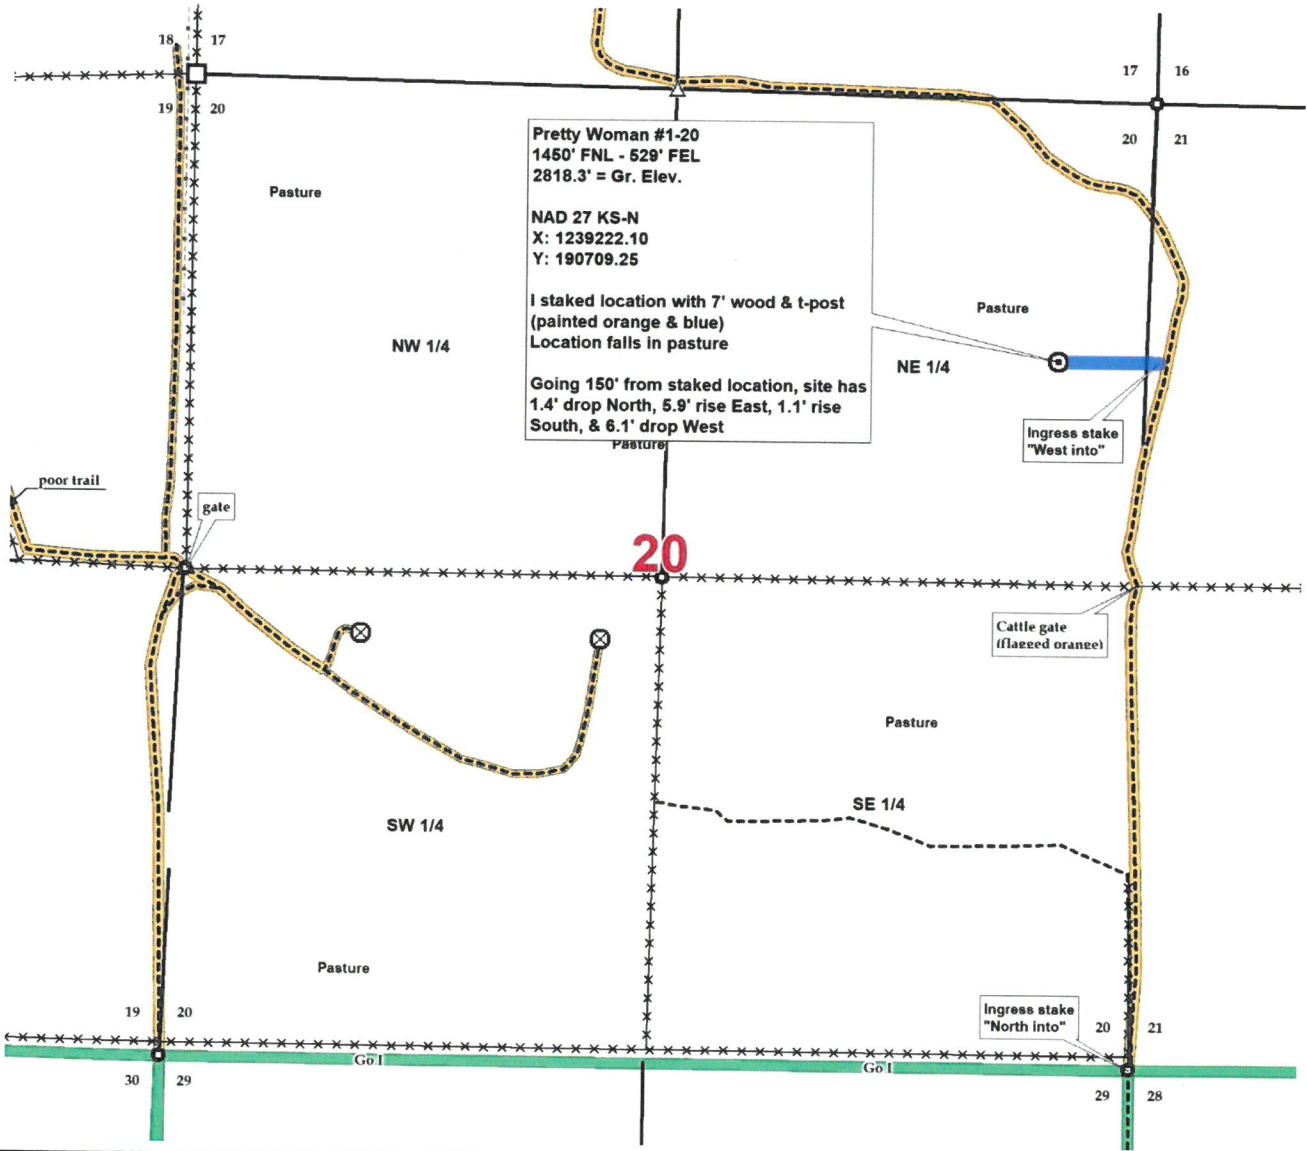 18 17
17 16
19 20
20 21
Pretty Woman #1-20
1450' FNL - 529' FEL
2818.3' = Gr. Elev.
NAD 27 KS-N
X: 1239222.10
Y: 190709.25
I staked location with 7' wood & t-post
(painted orange & blue)
Location falls in pasture
Going 150' from staked location, site has
1.4' drop North, 5.9' rise East, 1.1' rise
South, & 6.1' drop West
Pasture
Pasture
NW 1/4
NE 1/4
Ingress stake
"West into"
Pasture
poor trail
gate
20
Cattle gate
(flagged orange)
Pasture
SE 1/4
SW 1/4
Pasture
Ingress stake
"North into"
19 20
20 21
Go I
Go I
30 29
29 28